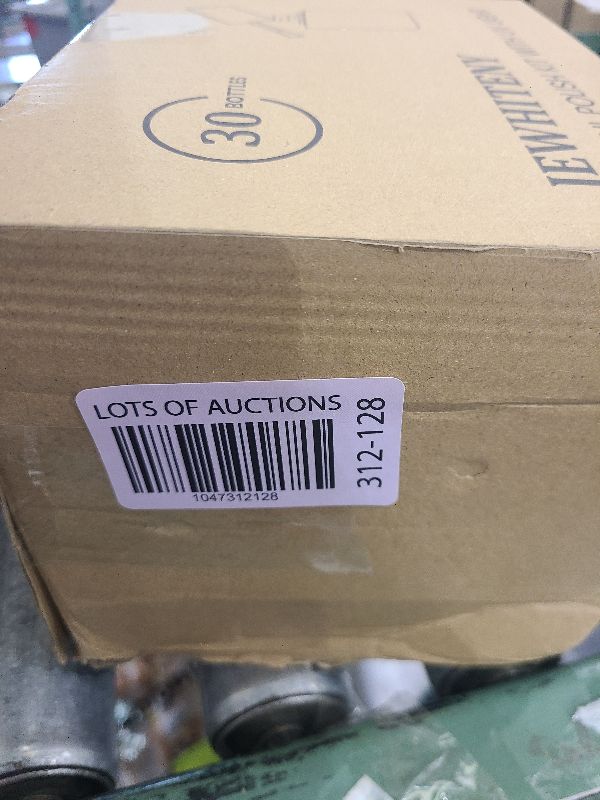 30 BOTTLES
IEWHITENY
LOTS OF AUCTIONS
1047312128
312-128